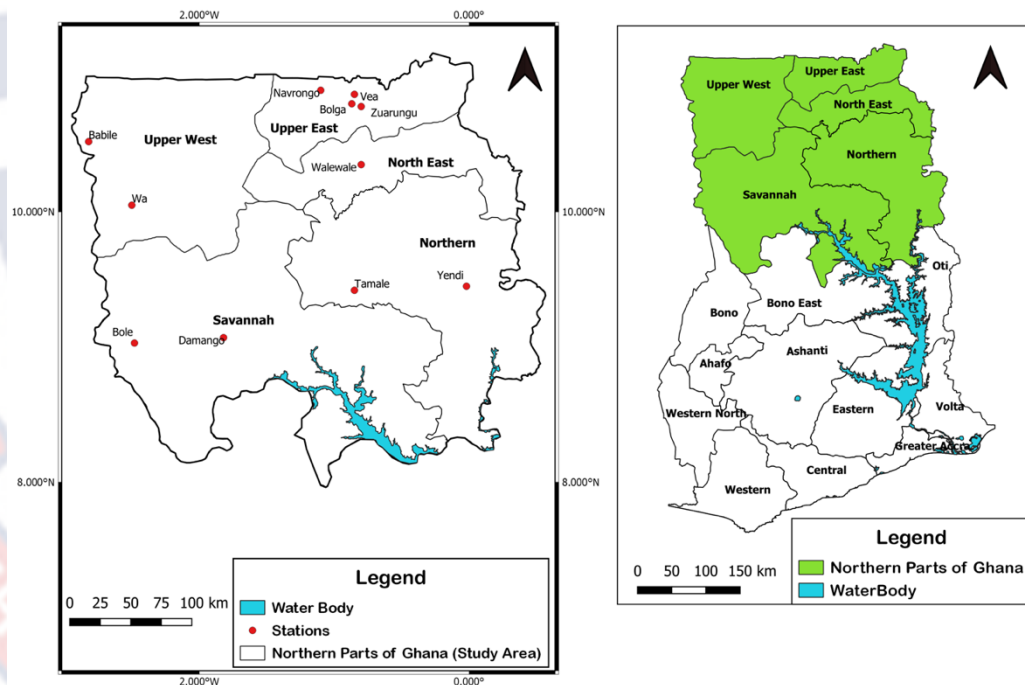 2.000°W 0.000°
Navrongo
Vea
Bolga
Zuarungu
Upper East
Babile
Upper West
Walewale
North East
Wa
10.000°N
10.000°N
Northern
Yendi
Tamale
Savannah
Bole
Damango
8.000°N
8.000°N
Legend
0 25 50 75 100 km
Water Body
Stations
Northern Parts of Ghana (Study Area)
2.000°W 0.000°
Upper East
Upper West
North East
Northern
Savannah
Oti
Bono East
Bono
Ashanti
Ahafo
Western North
Eastern
Volta
Greater Accra
Central
Western
Legend
0 50 100 150 km
Northern Parts of Ghana
WaterBody